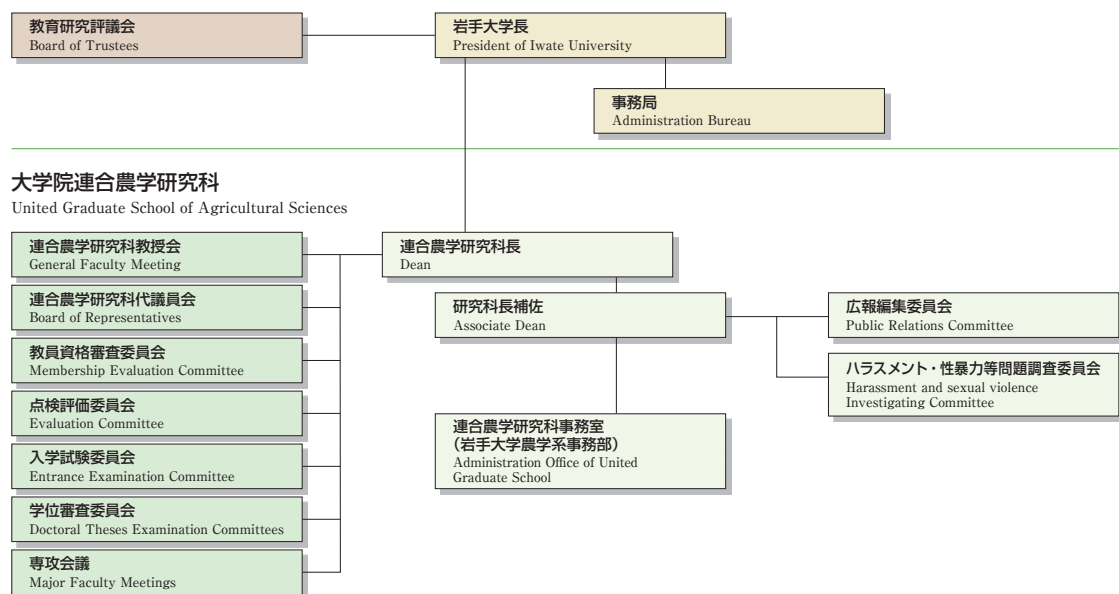 教育研究評議会
Board of Trustees
岩手大学長
President of Iwate University
事務局
Administration Bureau
大学院連合農学研究科
United Graduate School of Agricultural Sciences
連合農学研究科教授会
General Faculty Meeting
連合農学研究科代議員会
Board of Representatives
教員資格審査委員会
Membership Evaluation Committee
点検評価委員会
Evaluation Committee
入学試験委員会
Entrance Examination Committee
学位審査委員会
Doctoral Theses Examination Committees
専攻会議
Major Faculty Meetings
連合農学研究科長
Dean
研究科長補佐
Associate Dean
連合農学研究科事務室
（岩手大学農学系事務部）
Administration Office of United
Graduate School
広報編集委員会
Public Relations Committee
ハラスメント・性暴力等問題調査委員会
Harassment and sexual violence
Investigating Committee